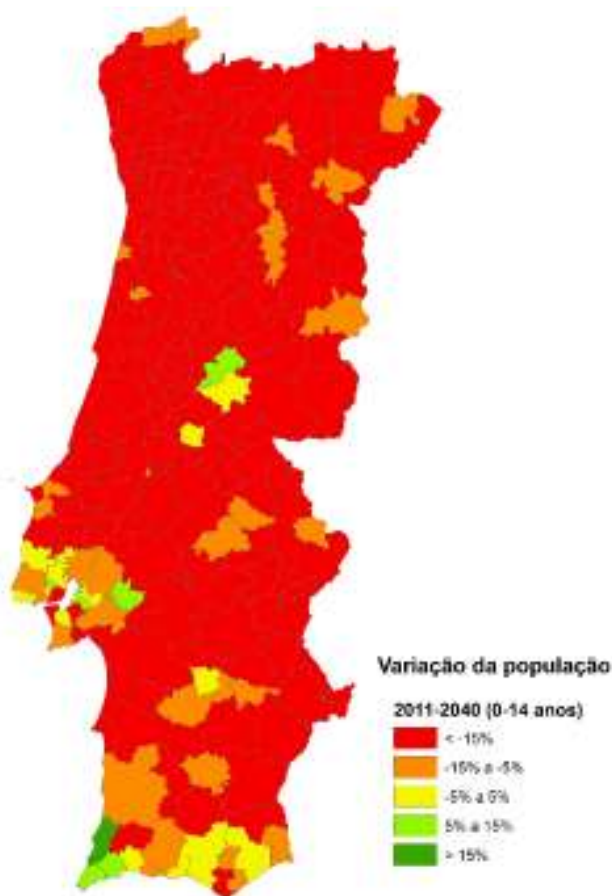 Variação da população
2011-2040 (0-14 anos)
< -15%
-15% a -5%
-5% a 5%
5% a 15%
> 15%